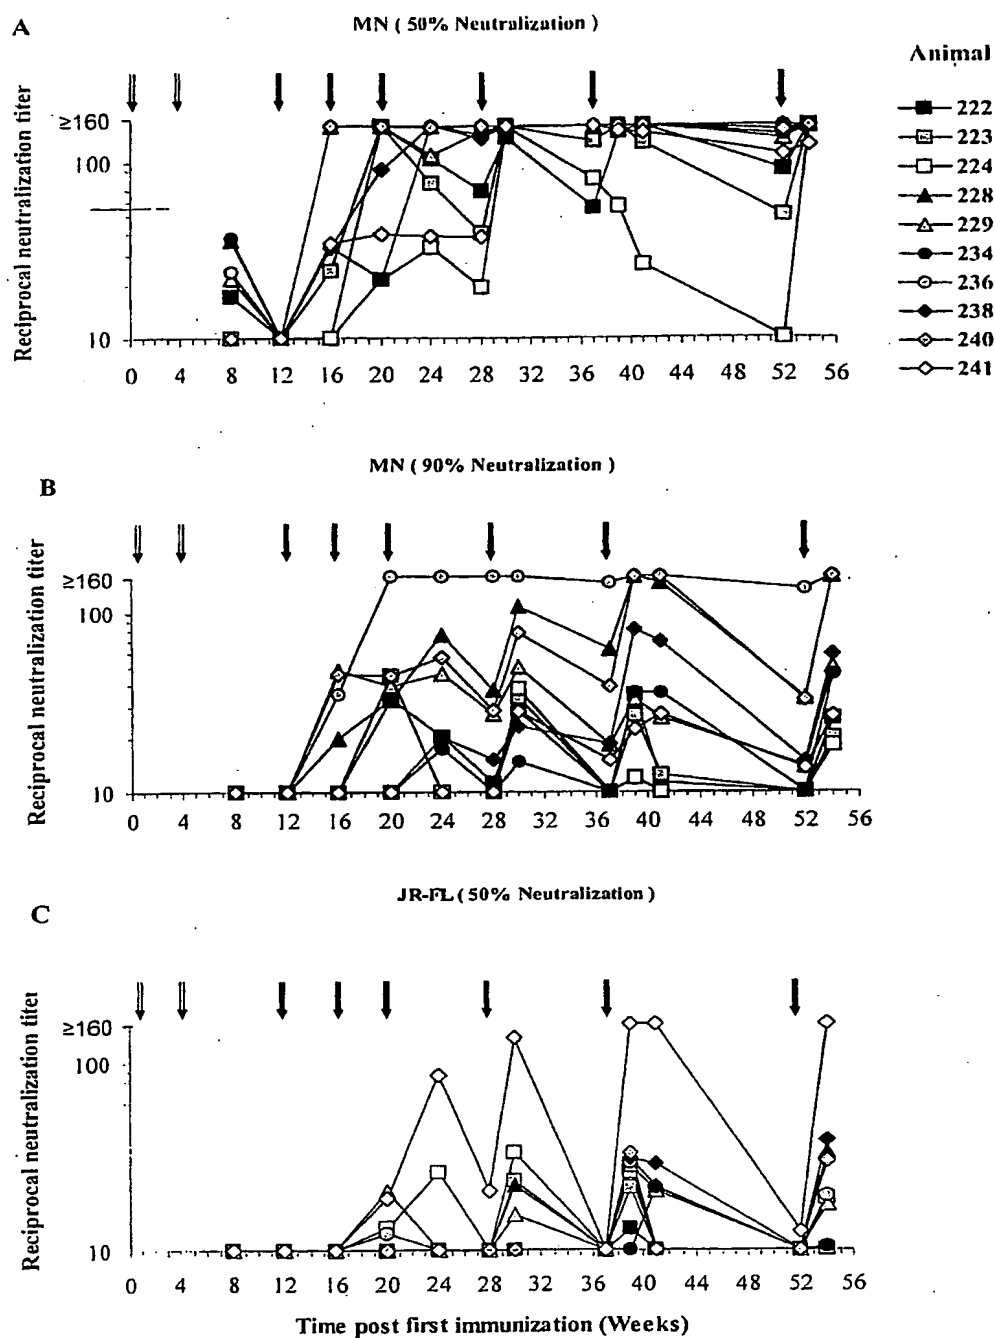 A
MN ( 50% Neutralization )
Animal
222
223
224
228
229
234
236
238
240
241
Reciprocal neutralization titer
≥160
100
10
0 4 8 12 16 20 24 28 32 36 40 44 48 52 56
MN ( 90% Neutralization )
B
Reciprocal neutralization titer
≥160
100
10
0 4 8 12 16 20 24 28 32 36 40 44 48 52 56
JR-FL ( 50% Neutralization )
C
Reciprocal neutralization titer
≥160
100
10
0 4 8 12 16 20 24 28 32 36 40 44 48 52 56
Time post first immunization (Weeks)